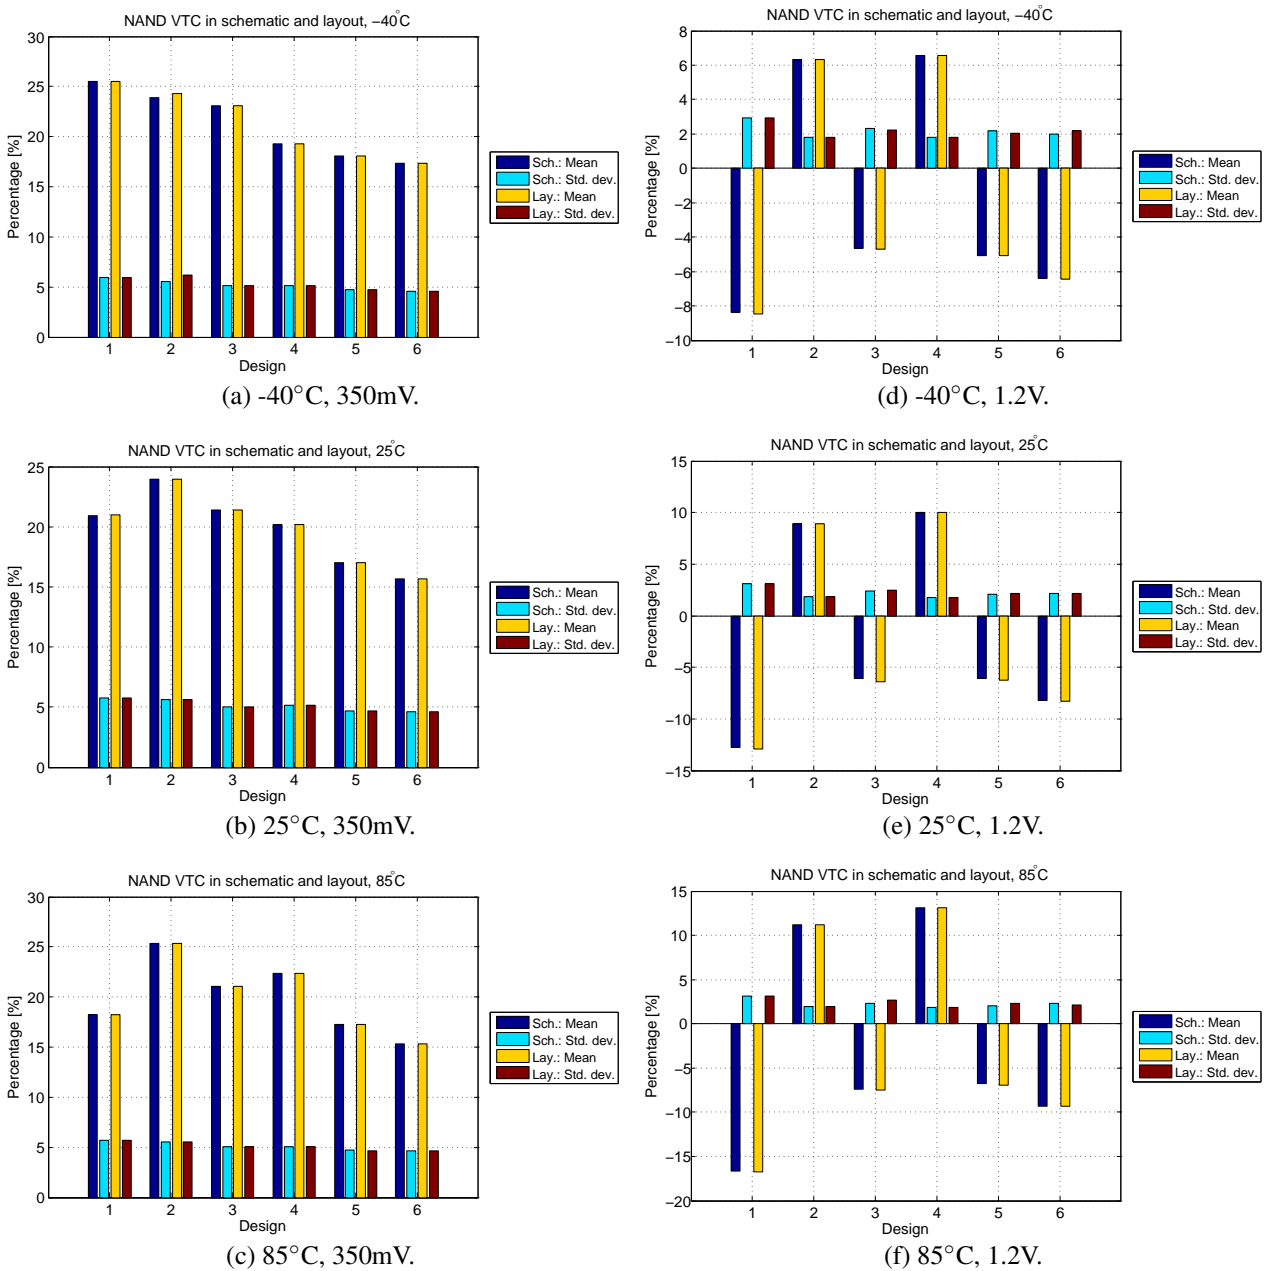 NAND VTC in schematic and layout, −40°C
30
25
20
15
10
5
0
Percentage [%]
1 2 3 4 5 6
Design
Sch.: Mean
Sch.: Std. dev.
Lay.: Mean
Lay.: Std. dev.
(a) -40°C, 350mV.
NAND VTC in schematic and layout, −40°C
8
6
4
2
0
−2
−4
−6
−8
−10
Percentage [%]
1 2 3 4 5 6
Design
Sch.: Mean
Sch.: Std. dev.
Lay.: Mean
Lay.: Std. dev.
(d) -40°C, 1.2V.
NAND VTC in schematic and layout, 25°C
25
20
15
10
5
0
Percentage [%]
1 2 3 4 5 6
Design
Sch.: Mean
Sch.: Std. dev.
Lay.: Mean
Lay.: Std. dev.
(b) 25°C, 350mV.
NAND VTC in schematic and layout, 25°C
15
10
5
0
−5
−10
−15
Percentage [%]
1 2 3 4 5 6
Design
Sch.: Mean
Sch.: Std. dev.
Lay.: Mean
Lay.: Std. dev.
(e) 25°C, 1.2V.
NAND VTC in schematic and layout, 85°C
30
25
20
15
10
5
0
Percentage [%]
1 2 3 4 5 6
Design
Sch.: Mean
Sch.: Std. dev.
Lay.: Mean
Lay.: Std. dev.
(c) 85°C, 350mV.
NAND VTC in schematic and layout, 85°C
15
10
5
0
−5
−10
−15
−20
Percentage [%]
1 2 3 4 5 6
Design
Sch.: Mean
Sch.: Std. dev.
Lay.: Mean
Lay.: Std. dev.
(f) 85°C, 1.2V.